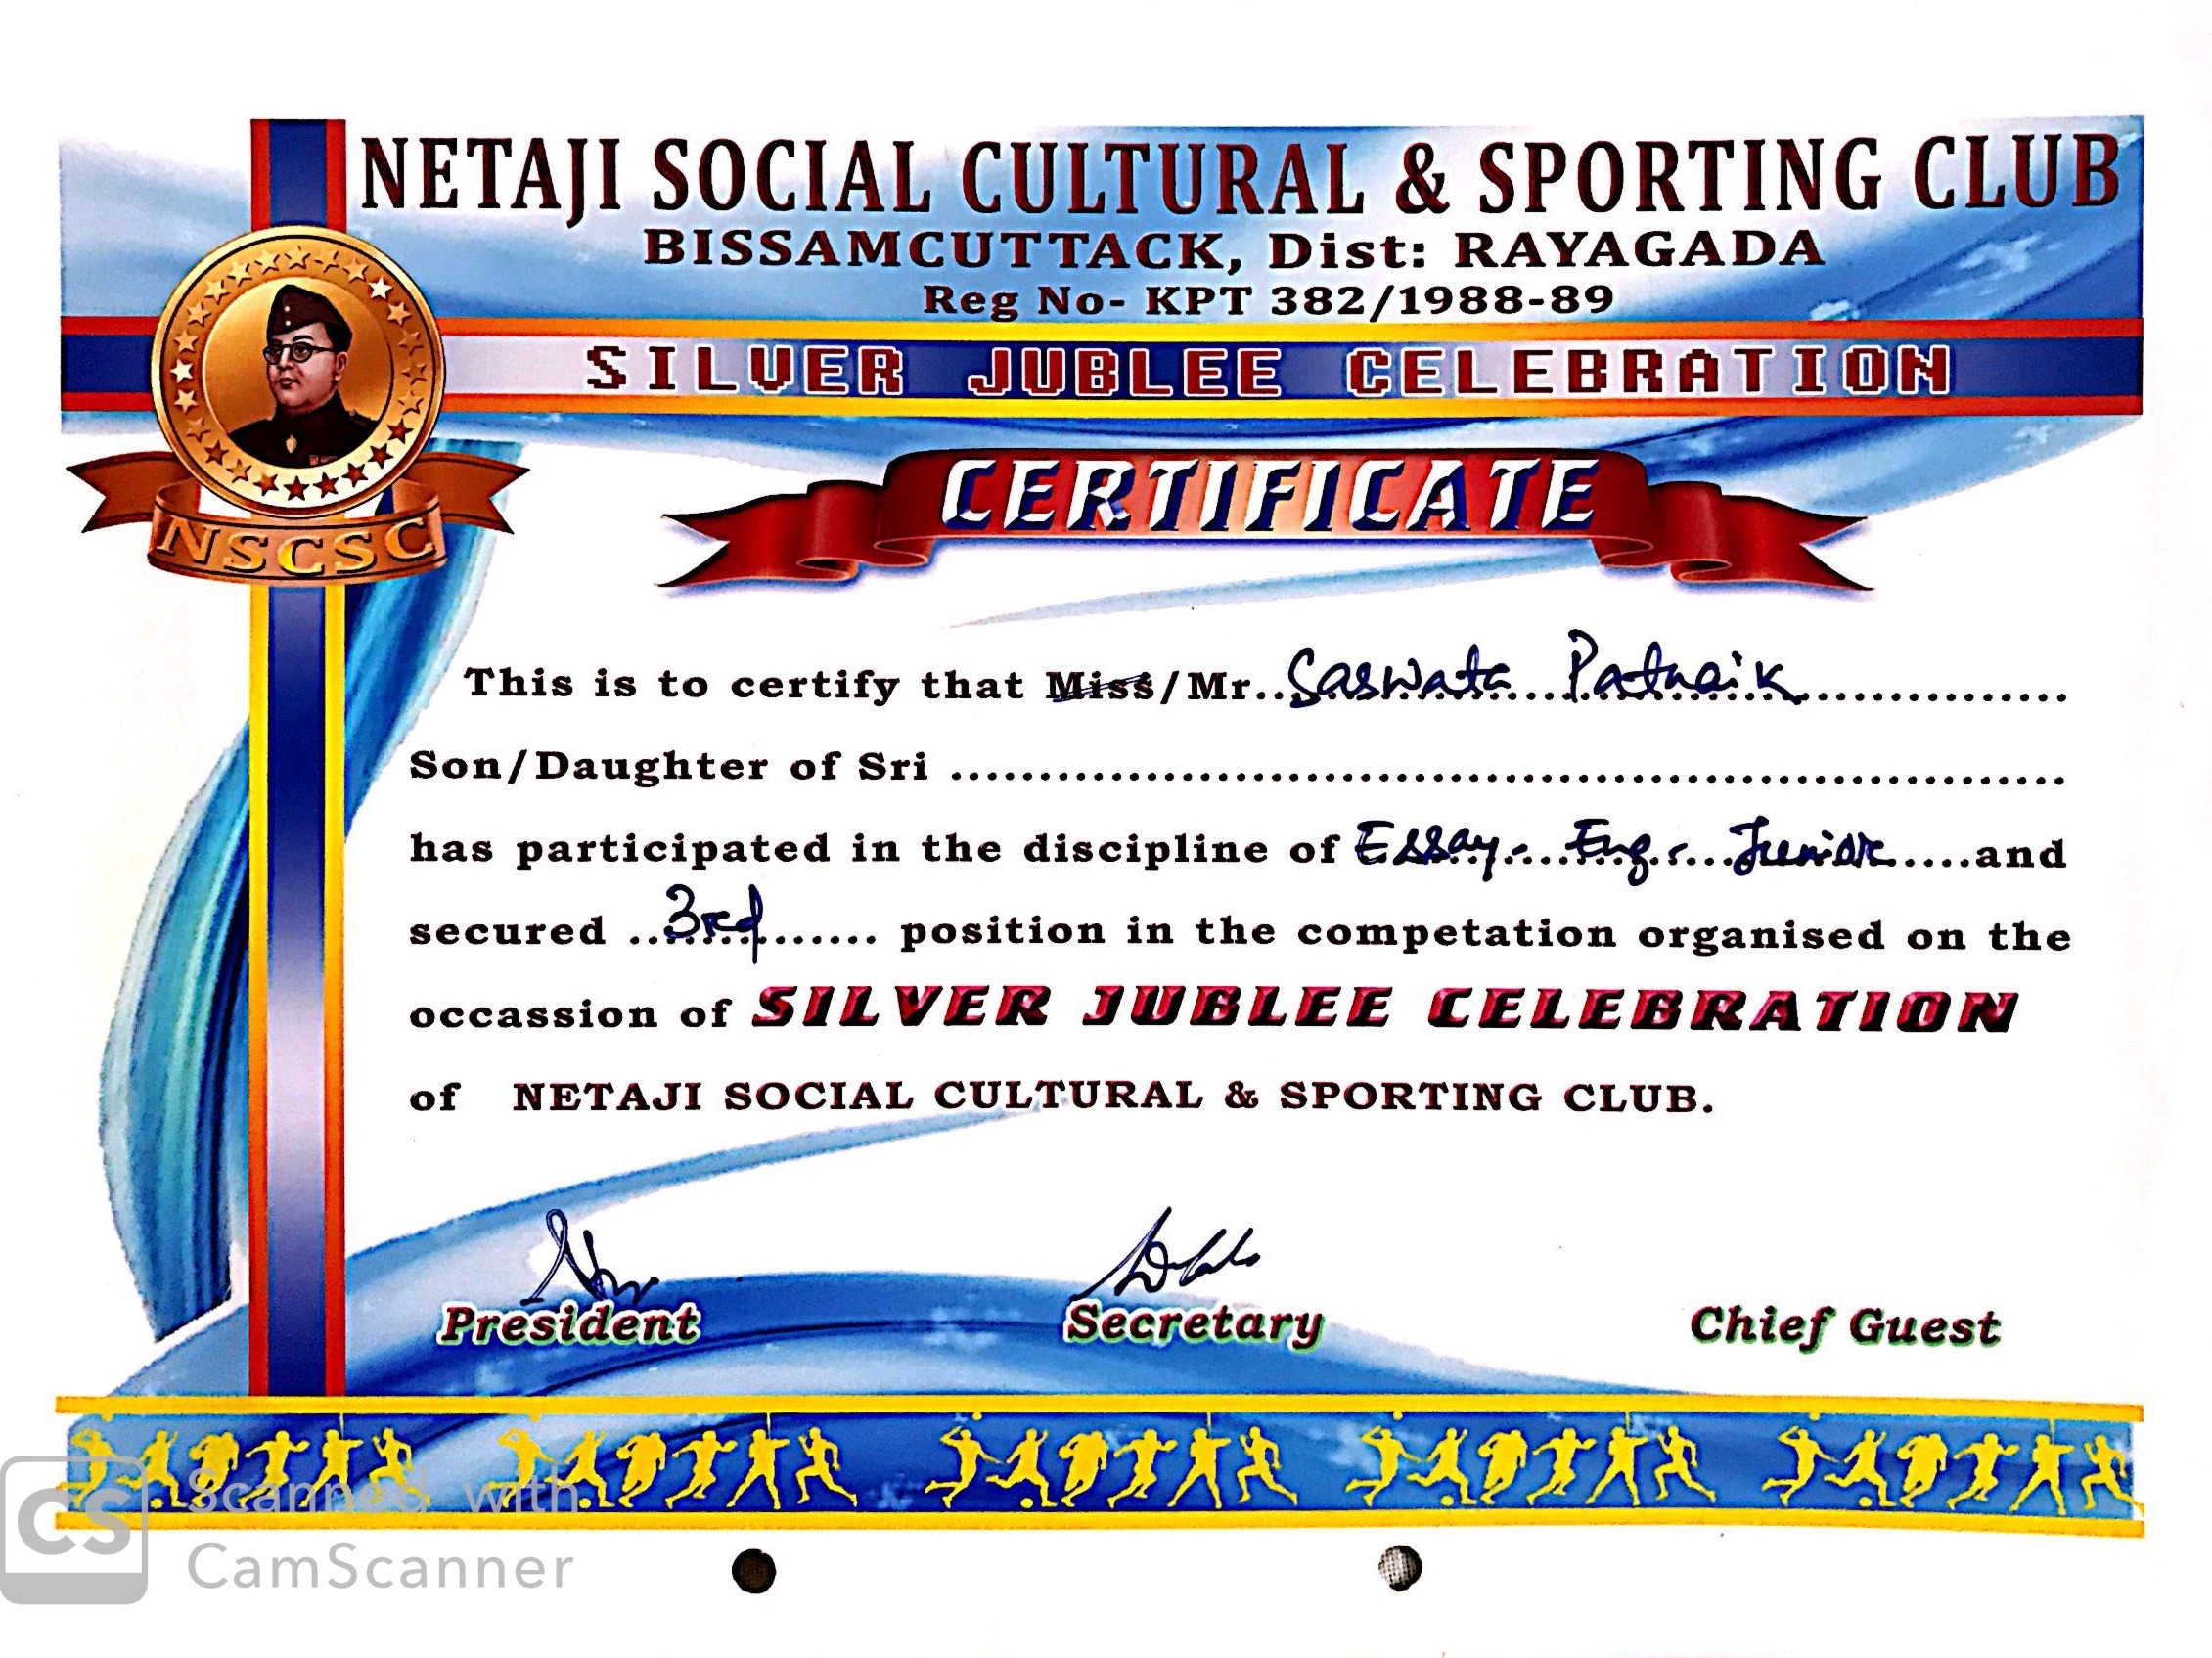 NETAJI SOCIAL CULTURAL & SPORTING CLUB
BISSAMCUTTACK, Dist: RAYAGADA
Reg No- KPT 382/1988-89
SILVER JUBLEE CELEBRATION
NSCSC
CERTIFICATE
This is to certify that Miss/Mr..Saswata Patnaik..............
Son/Daughter of Sri ................................................................
has participated in the discipline of Essay - Eng - Junior.....and
secured ..3rd....... position in the competation organised on the
occassion of SILVER JUBLEE CELEBRATION
of NETAJI SOCIAL CULTURAL & SPORTING CLUB.
President
Secretary
Chief Guest
CS
Scanned with
CamScanner